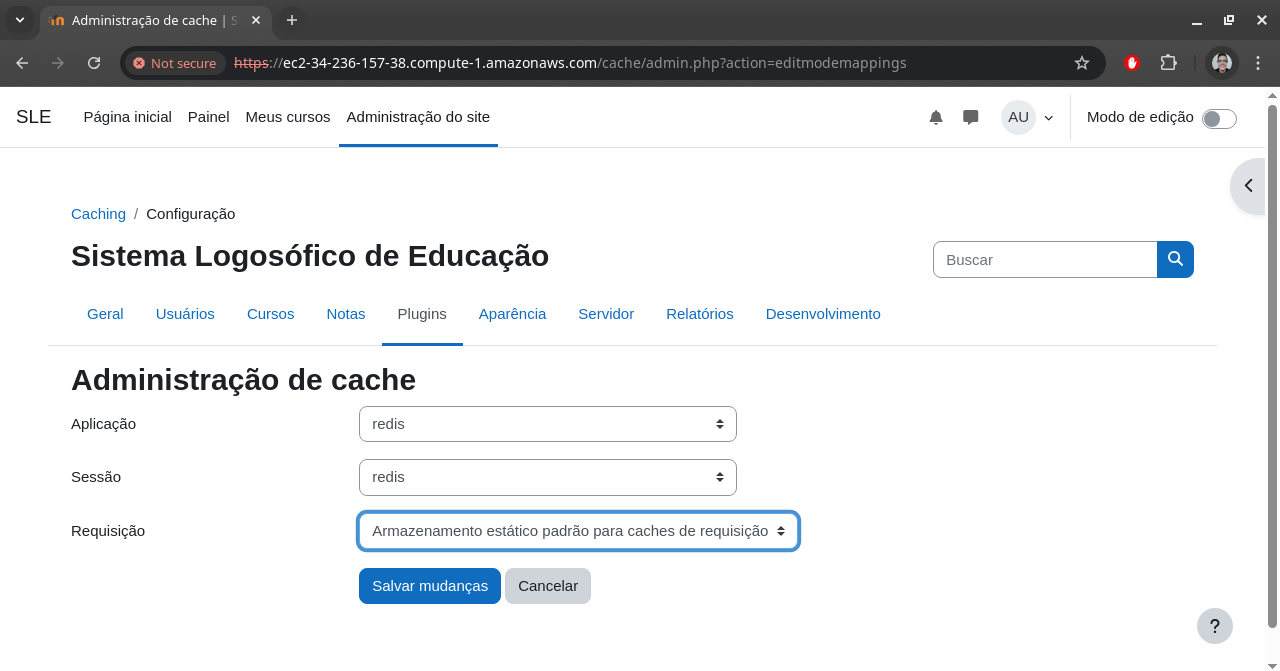 Administração de cache | S
Not secure https://ec2-34-236-157-38.compute-1.amazonaws.com/cache/admin.php?action=editmodemappings
SLE Página inicial Painel Meus cursos Administração do site AU Modo de edição
Caching / Configuração
Sistema Logosófico de Educação
Buscar
Geral Usuários Cursos Notas Plugins Aparência Servidor Relatórios Desenvolvimento
Administração de cache
Aplicação redis
Sessão redis
Requisição Armazenamento estático padrão para caches de requisição
Salvar mudanças Cancelar
?